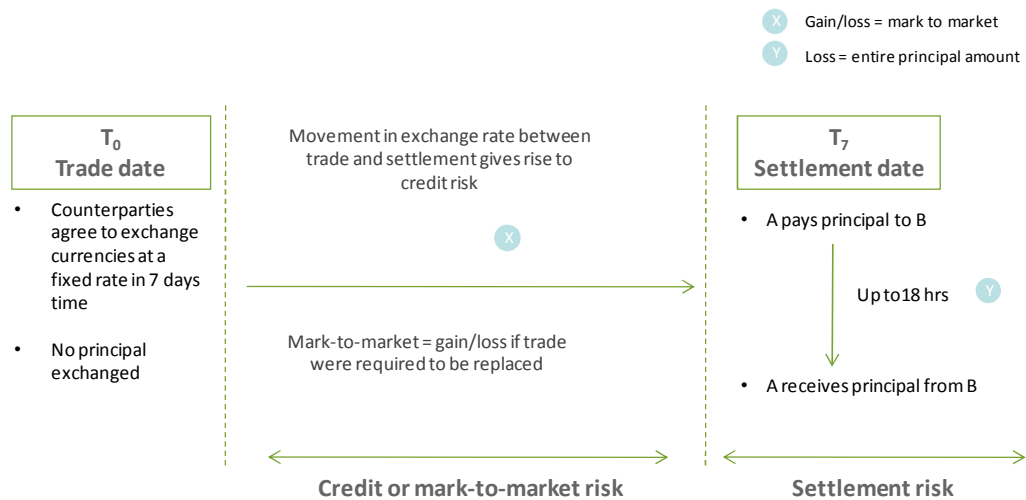 X Gain/loss = mark to market
Y Loss = entire principal amount
T₀
Trade date
• Counterparties
agree to exchange
currencies at a
fixed rate in 7 days
time
• No principal
exchanged
Movement in exchange rate between
trade and settlement gives rise to
credit risk
X
Mark-to-market = gain/loss if trade
were required to be replaced
T₇
Settlement date
• A pays principal to B
Up to18 hrs Y
• A receives principal from B
Credit or mark-to-market risk
Settlement risk